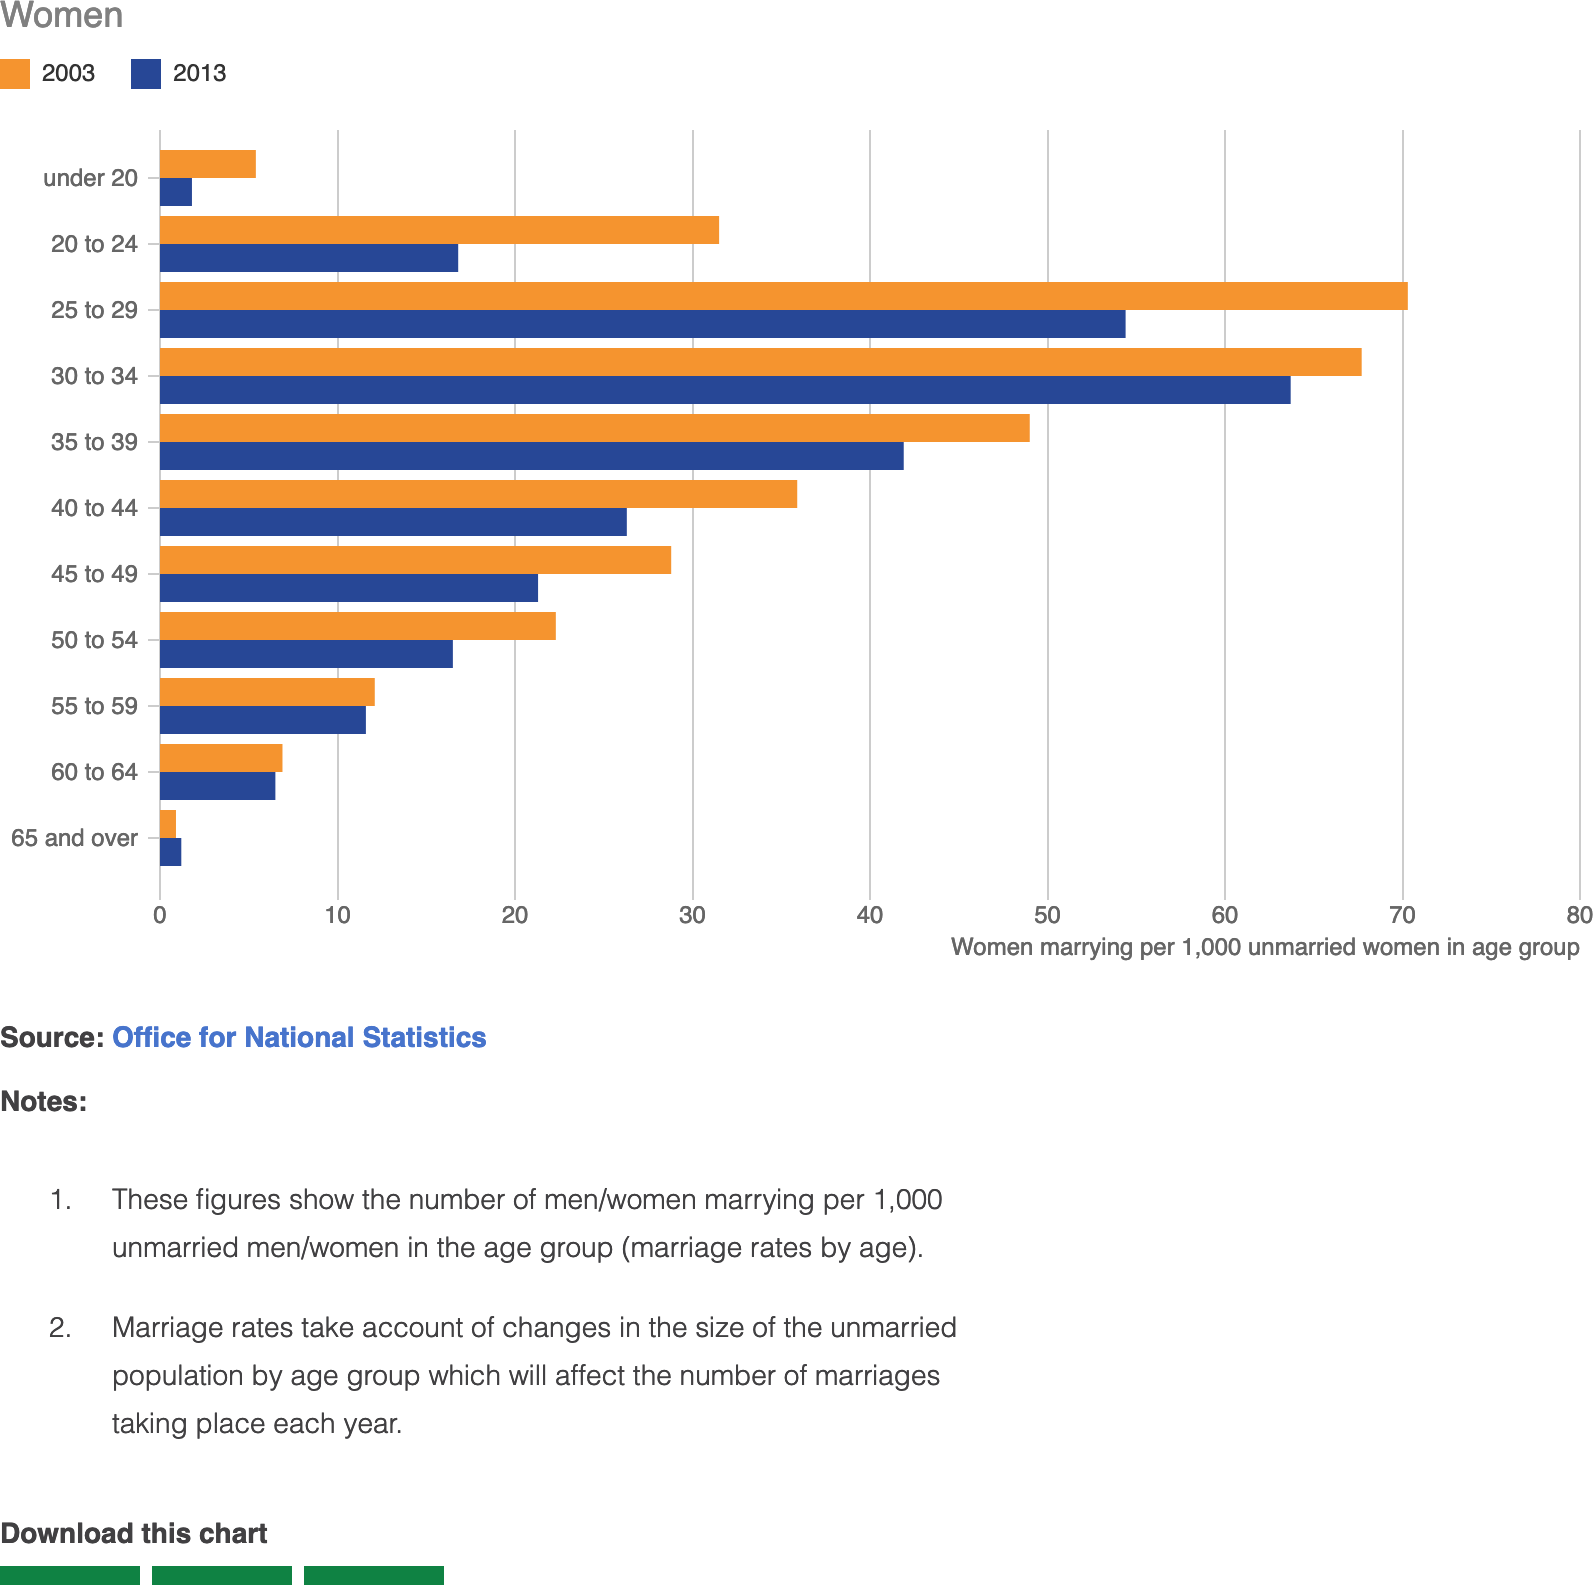 Women
2003 2013
under 20
20 to 24
25 to 29
30 to 34
35 to 39
40 to 44
45 to 49
50 to 54
55 to 59
60 to 64
65 and over
0 10 20 30 40 50 60 70 80
Women marrying per 1,000 unmarried women in age group
Source: Office for National Statistics
Notes:
1. These figures show the number of men/women marrying per 1,000
unmarried men/women in the age group (marriage rates by age).
2. Marriage rates take account of changes in the size of the unmarried
population by age group which will affect the number of marriages
taking place each year.
Download this chart